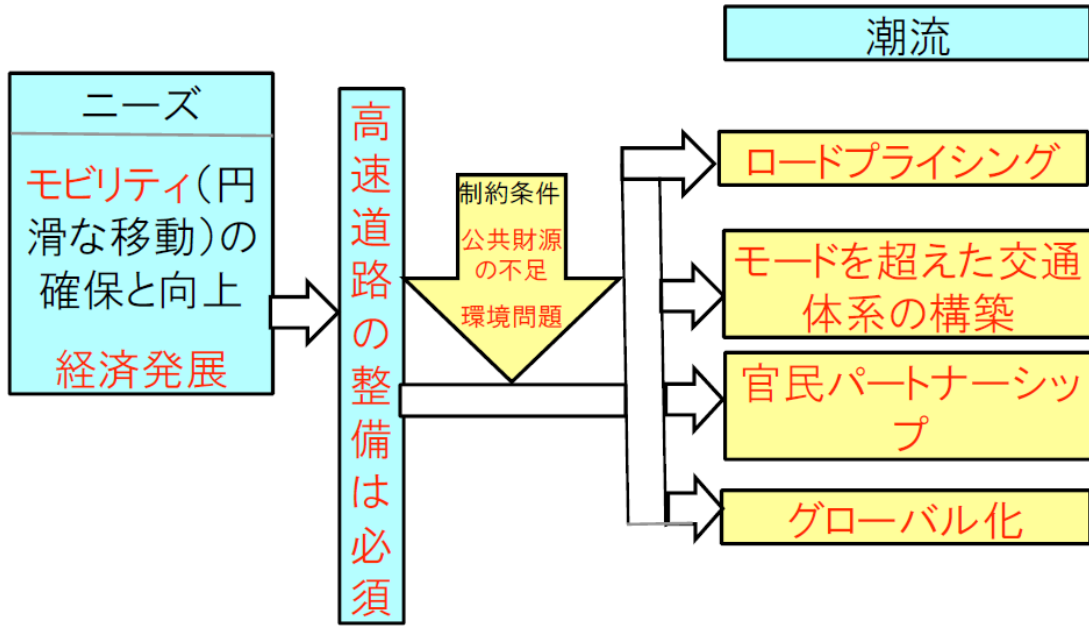 潮流
ニーズ
モビリティ(円
滑な移動)の
確保と向上
経済発展
高速道路の整備は必須
制約条件
公共財源
の不足
環境問題
ロードプライシング
モードを超えた交通
体系の構築
官民パートナーシッ
プ
グローバル化